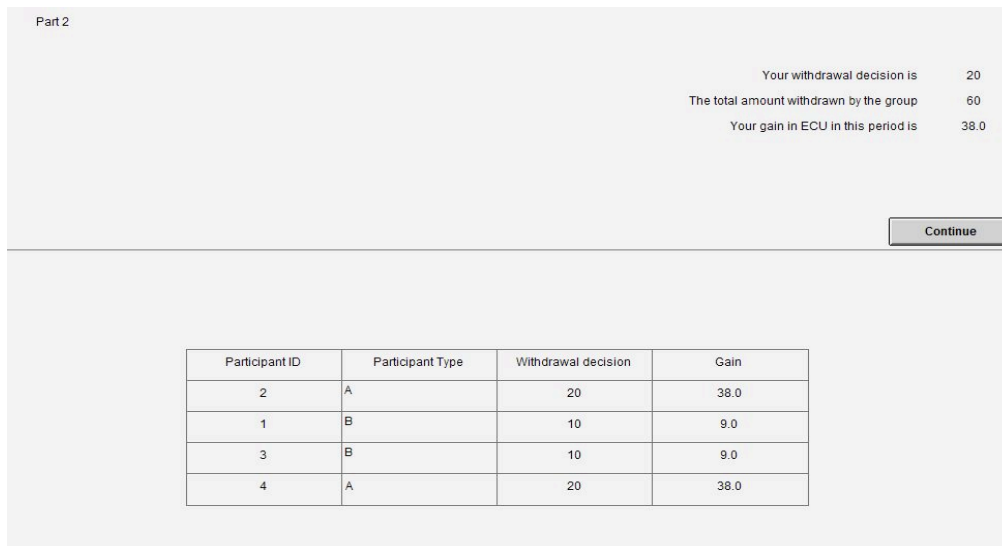 Part 2
Your withdrawal decision is 20
The total amount withdrawn by the group 60
Your gain in ECU in this period is 38.0
Continue
Participant ID Participant Type Withdrawal decision Gain
2 A 20 38.0
1 B 10 9.0
3 B 10 9.0
4 A 20 38.0